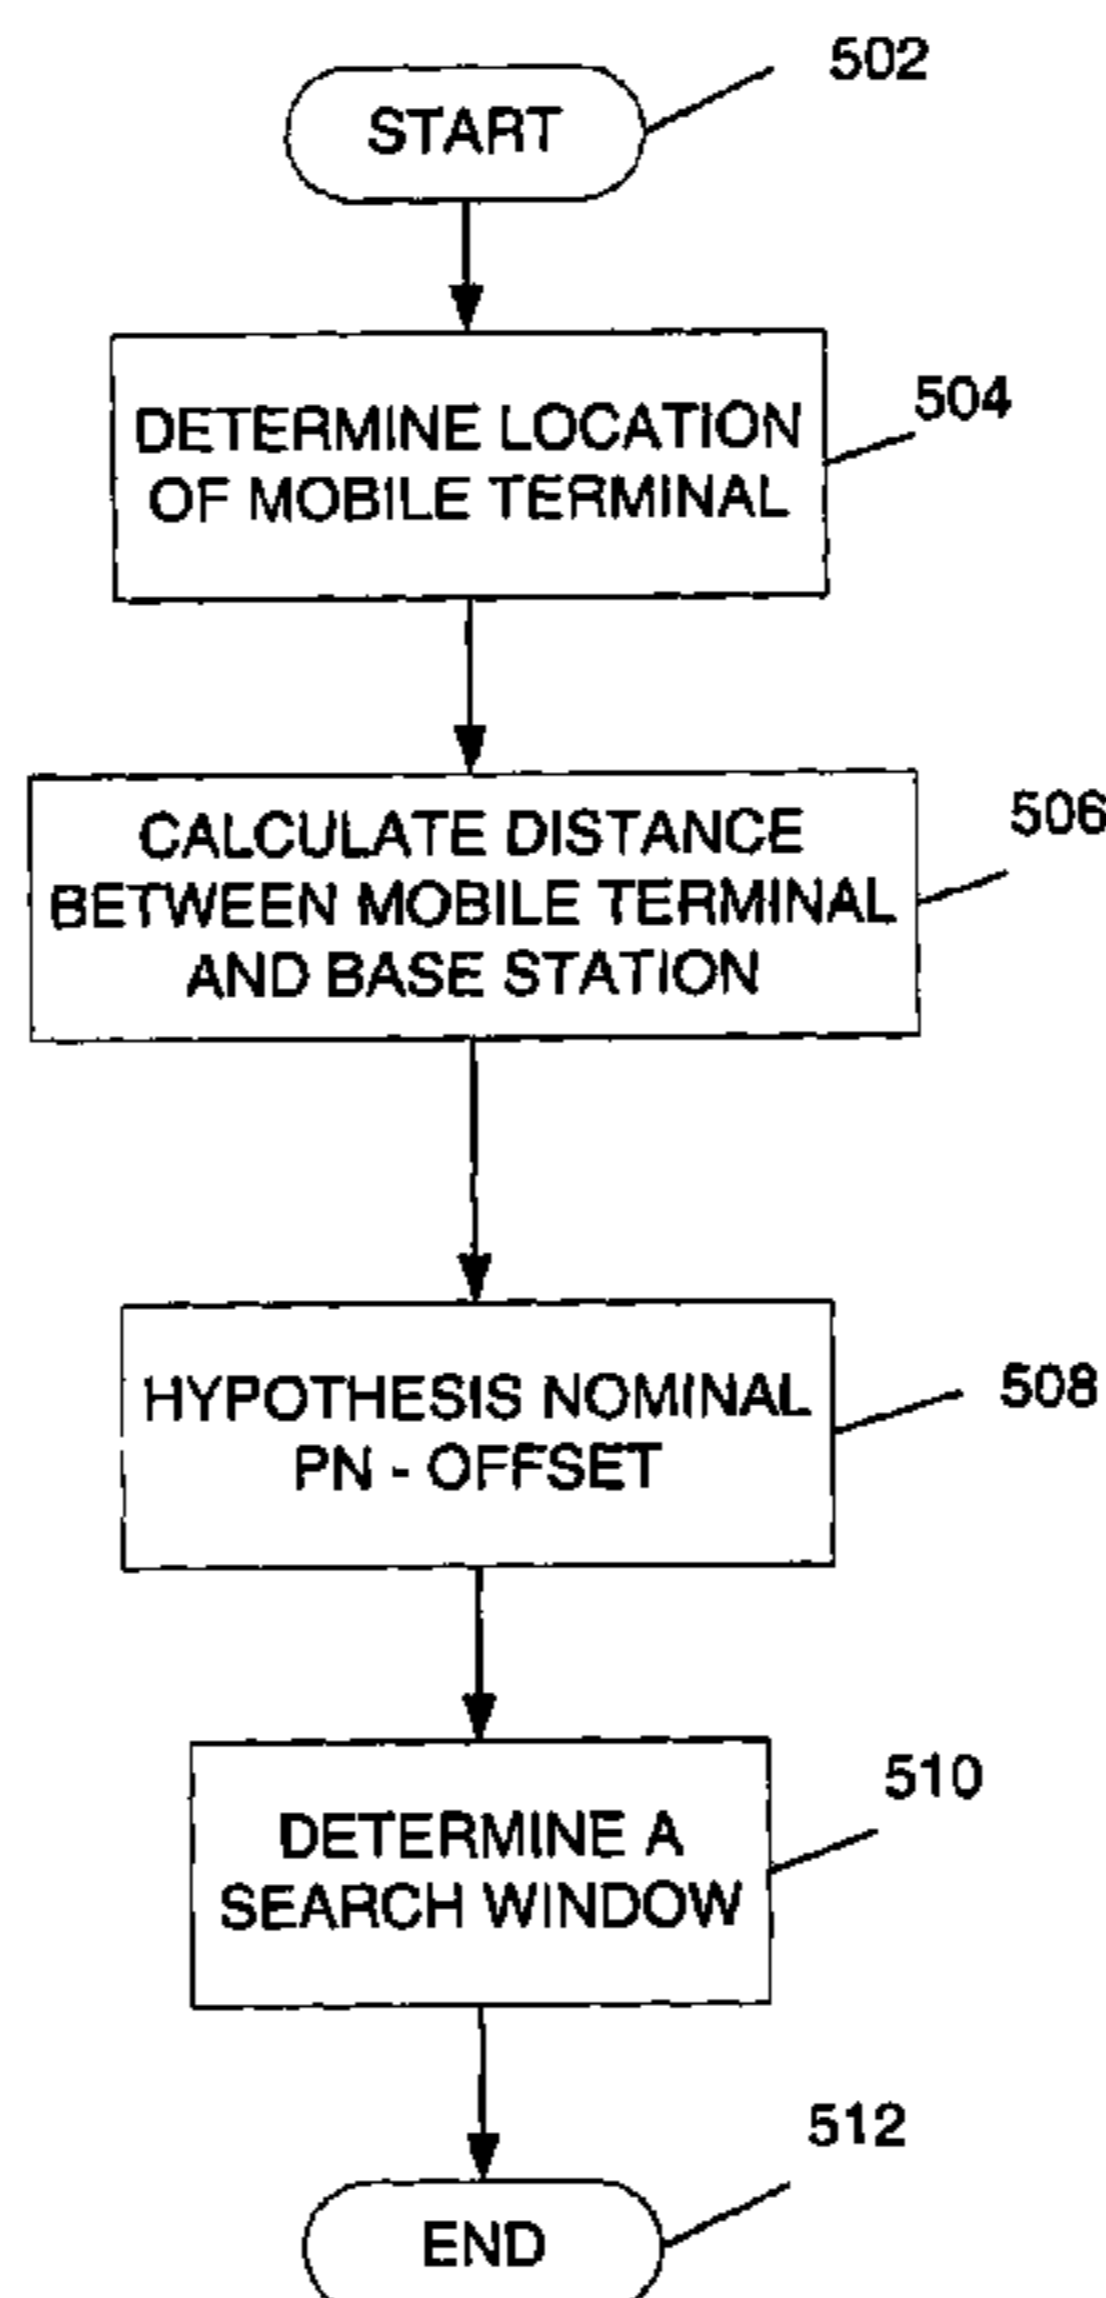 502
START
504
DETERMINE LOCATION
OF MOBILE TERMINAL
506
CALCULATE DISTANCE
BETWEEN MOBILE TERMINAL
AND BASE STATION
508
HYPOTHESIS NOMINAL
PN - OFFSET
510
DETERMINE A
SEARCH WINDOW
512
END